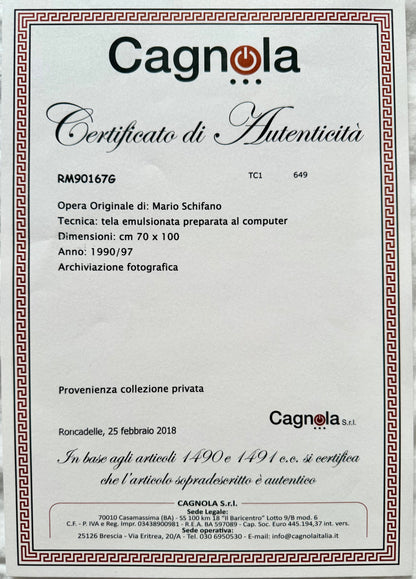 Cagnola
Certificato di Autenticità
RM90167G TC1 649
Opera Originale di: Mario Schifano
Tecnica: tela emulsionata preparata al computer
Dimensioni: cm 70 x 100
Anno: 1990/97
Archiviazione fotografica
Provenienza collezione privata
Cagnola S.r.l.
Roncadelle, 25 febbraio 2018
In base agli articoli 1490 e 1491 c.c. si certifica
che l'articolo sopradescritto è autentico
CAGNOLA S.r.l.
Sede Legale:
70010 Casamassima (BA) - SS 100 km 18 "Il Baricentro" Lotto 9/B mod. 6
C.F. - P. IVA e Reg. Impr. 03438900981 - R.E.A. BA 597089 - Cap. Soc. Euro 445.194,37 int. vers.
Sede operativa:
25126 Brescia - Via Eritrea, 20/A - Tel. 030 6950530 - E-mail: info@cagnolaitalia.it